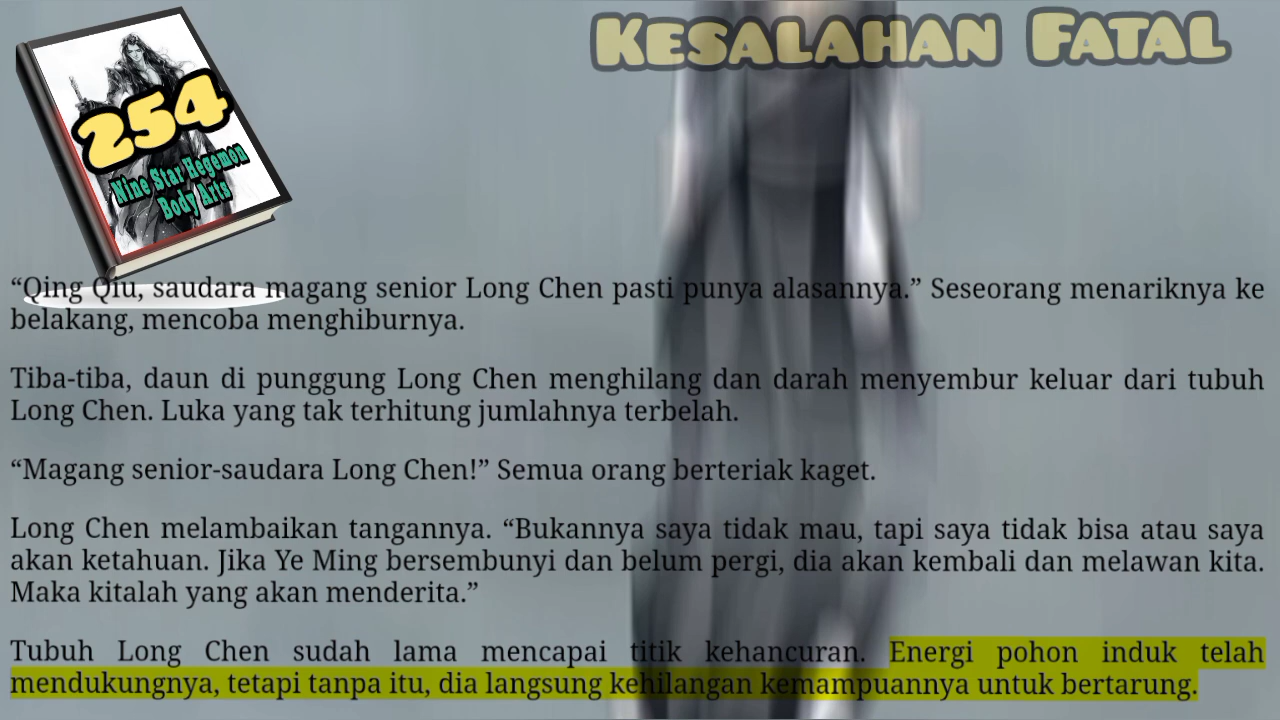 Kesalahan Fatal
254
Nine Star Hegemon
Body Arts
“Qing Qiu, saudara magang senior Long Chen pasti punya alasannya.” Seseorang menariknya ke
belakang, mencoba menghiburnya.
Tiba-tiba, daun di punggung Long Chen menghilang dan darah menyembur keluar dari tubuh
Long Chen. Luka yang tak terhitung jumlahnya terbelah.
“Magang senior-saudara Long Chen!” Semua orang berteriak kaget.
Long Chen melambaikan tangannya. “Bukannya saya tidak mau, tapi saya tidak bisa atau saya
akan ketahuan. Jika Ye Ming bersembunyi dan belum pergi, dia akan kembali dan melawan kita.
Maka kitalah yang akan menderita.”
Tubuh Long Chen sudah lama mencapai titik kehancuran. Energi pohon induk telah
mendukungnya, tetapi tanpa itu, dia langsung kehilangan kemampuannya untuk bertarung.